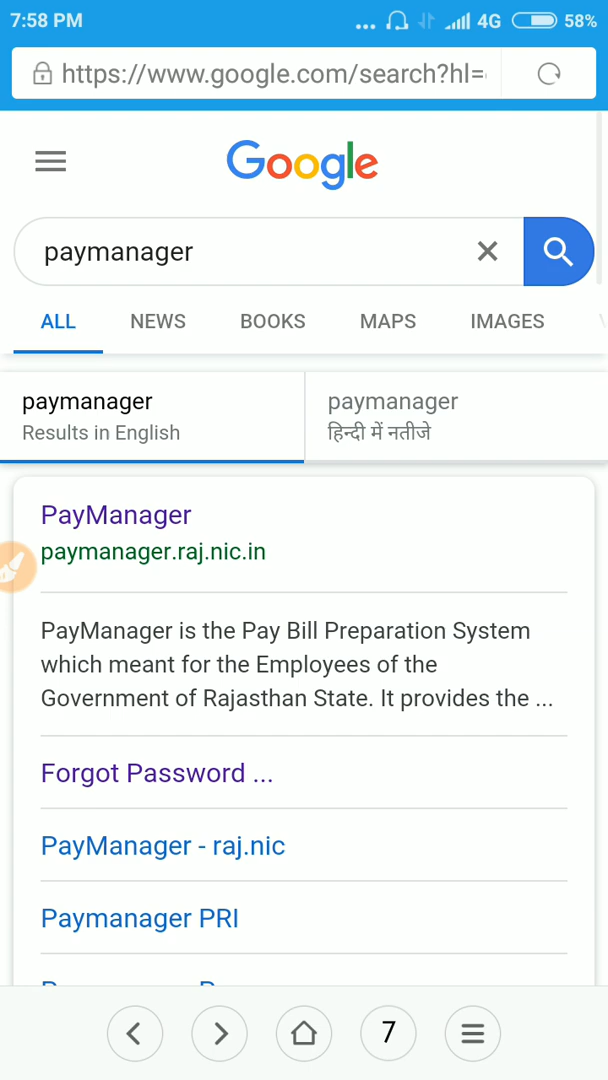 7:58 PM ... 4G 58%
https://www.google.com/search?hl=
Google
paymanager
ALL NEWS BOOKS MAPS IMAGES
paymanager paymanager
Results in English हिन्दी में नतीजे
PayManager
paymanager.raj.nic.in
PayManager is the Pay Bill Preparation System
which meant for the Employees of the
Government of Rajasthan State. It provides the ...
Forgot Password ...
PayManager - raj.nic
Paymanager PRI
7